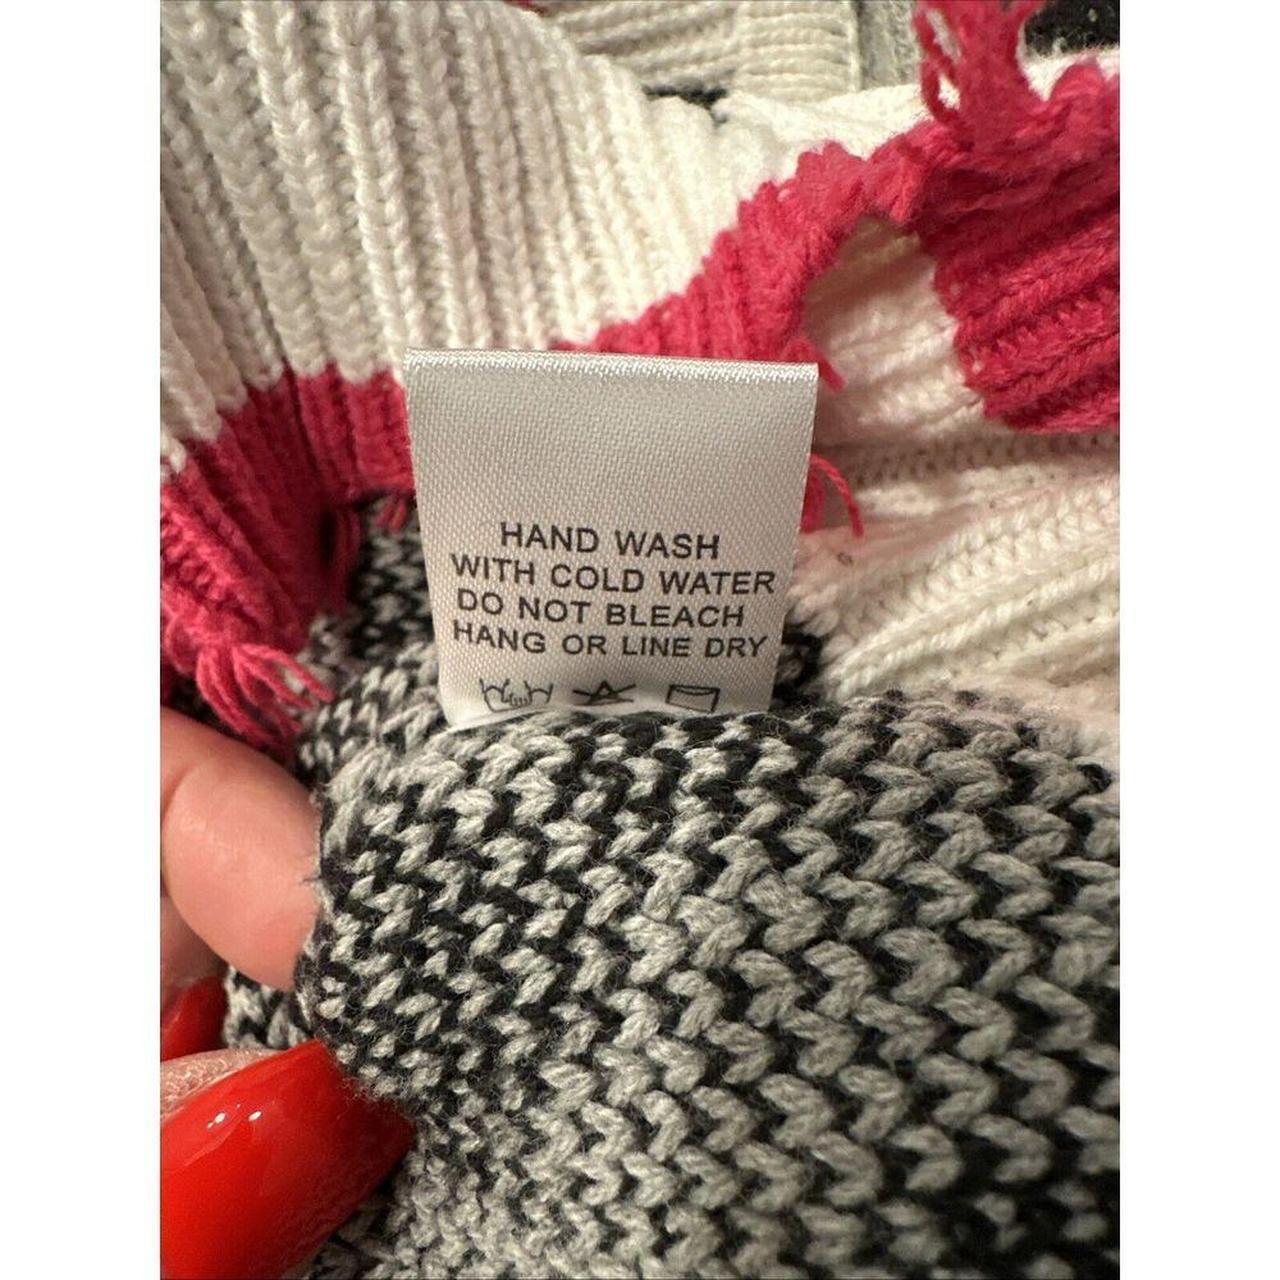 HAND WASH
WITH COLD WATER
DO NOT BLEACH
HANG OR LINE DRY